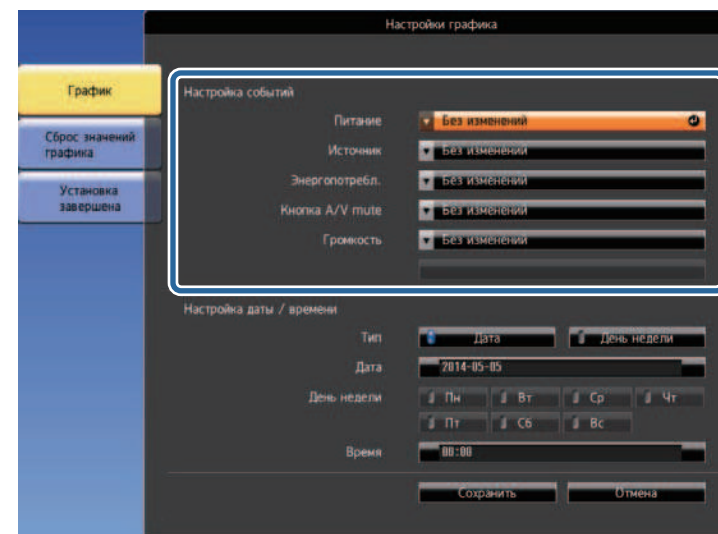 Настройки графика
График
Сброс значений
графика
Установка
завершена
Настройка событий
Питание Без изменений
Источник Без изменений
Энергопотребл. Без изменений
Кнопка A/V mute Без изменений
Громкость Без изменений
Настройка даты / времени
Тип Дата День недели
Дата 2014-05-05
День недели Пн Вт Ср Чт
Пт Сб Вс
Время 00:00
Сохранить Отмена